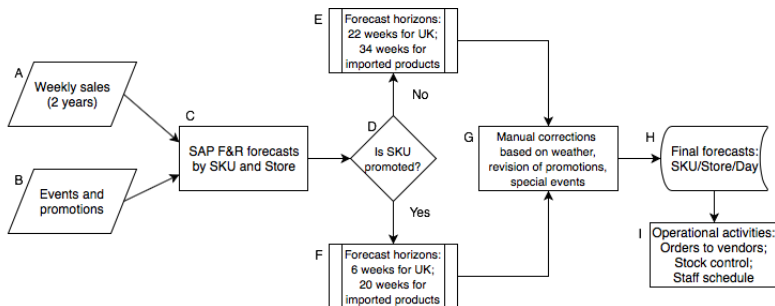 A
Weekly sales
(2 years)
B
Events and
promotions
C
SAP F&R forecasts
by SKU and Store
D
Is SKU
promoted?
No
Yes
E
Forecast horizons:
22 weeks for UK;
34 weeks for
imported products
F
Forecast horizons:
6 weeks for UK;
20 weeks for
imported products
G
Manual corrections
based on weather,
revision of promotions,
special events
H
Final forecasts:
SKU/Store/Day
I
Operational activities:
Orders to vendors;
Stock control;
Staff schedule